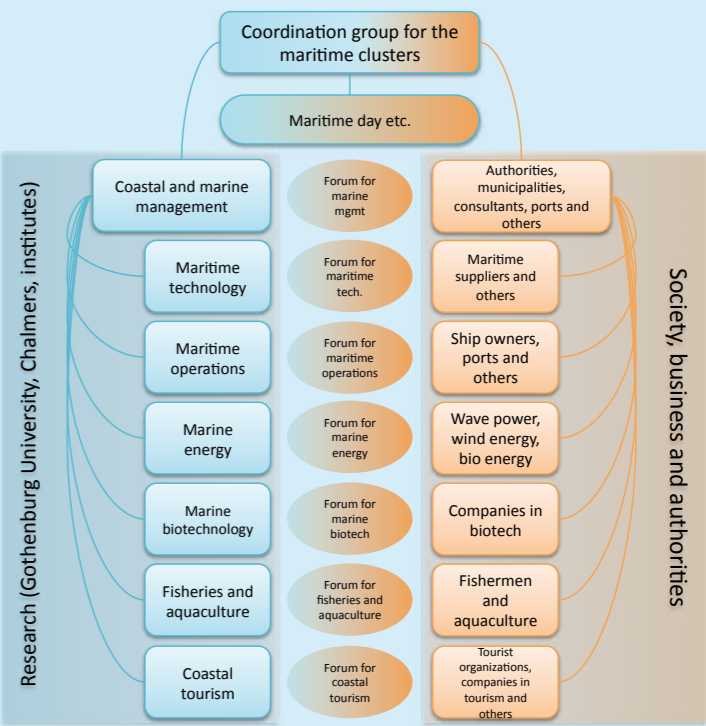 Coordination group for the
maritime clusters
Maritime day etc.
Research (Gothenburg University, Chalmers, institutes)
Coastal and marine
management
Forum for
marine
mgmt
Authorities,
municipalities,
consultants, ports and
others
Maritime
technology
Forum for
maritime
tech.
Maritime
suppliers and
others
Maritime
operations
Forum for
maritime
operations
Ship owners,
ports and
others
Marine
energy
Forum for
marine
energy
Wave power,
wind energy,
bio energy
Marine
biotechnology
Forum for
marine
biotech
Companies in
biotech
Fisheries and
aquaculture
Forum for
fisheries and
aquaculture
Fishermen
and
aquaculture
Coastal
tourism
Forum for
coastal
tourism
Tourist
organizations,
companies in
tourism and
others
Society, business and authorities